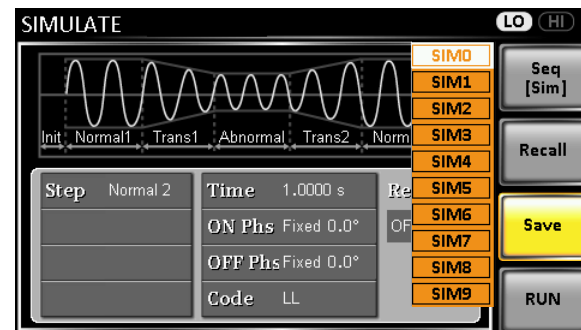 SIMULATE
LO HI
Init Normal1 Trans1 Abnormal Trans2 Norm
SIM0
SIM1
SIM2
SIM3
SIM4
SIM5
SIM6
SIM7
SIM8
SIM9
Step Normal 2
Time 1.0000 s
ON Phs Fixed 0.0°
OFF Phs Fixed 0.0°
Code LL
Re
OF
Seq
[Sim]
Recall
Save
RUN